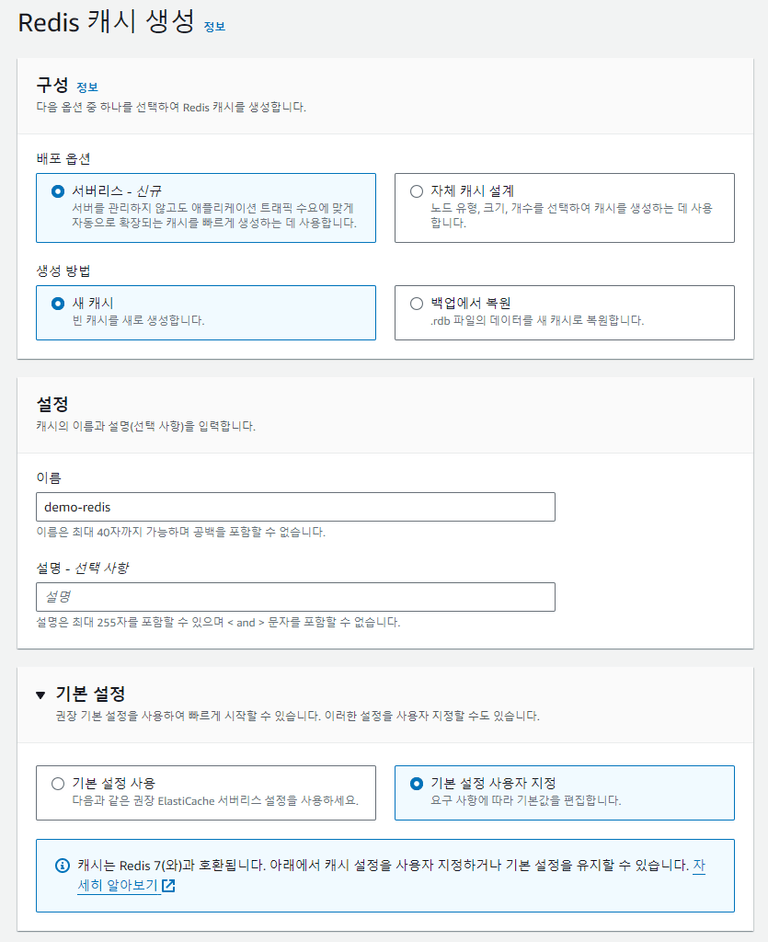 Redis 캐시 생성 정보
구성 정보
다음 옵션 중 하나를 선택하여 Redis 캐시를 생성합니다.
배포 옵션
서버리스 - 신규
서버를 관리하지 않고도 애플리케이션 트래픽 수요에 맞게
자동으로 확장되는 캐시를 빠르게 생성하는 데 사용합니다.
자체 캐시 설계
노드 유형, 크기, 개수를 선택하여 캐시를 생성하는 데 사용
합니다.
생성 방법
새 캐시
빈 캐시를 새로 생성합니다.
백업에서 복원
.rdb 파일의 데이터를 새 캐시로 복원합니다.
설정
캐시의 이름과 설명(선택 사항)을 입력합니다.
이름
demo-redis
이름은 최대 40자까지 가능하며 공백을 포함할 수 없습니다.
설명 - 선택 사항
설명
설명은 최대 255자를 포함할 수 있으며 < and > 문자를 포함할 수 없습니다.
기본 설정
권장 기본 설정을 사용하여 빠르게 시작할 수 있습니다. 이러한 설정을 사용자 지정할 수도 있습니다.
기본 설정 사용
다음과 같은 권장 ElastiCache 서버리스 설정을 사용하세요.
기본 설정 사용자 지정
요구 사항에 따라 기본값을 편집합니다.
캐시는 Redis 7(와)과 호환됩니다. 아래에서 캐시 설정을 사용자 지정하거나 기본 설정을 유지할 수 있습니다. 자
세히 알아보기